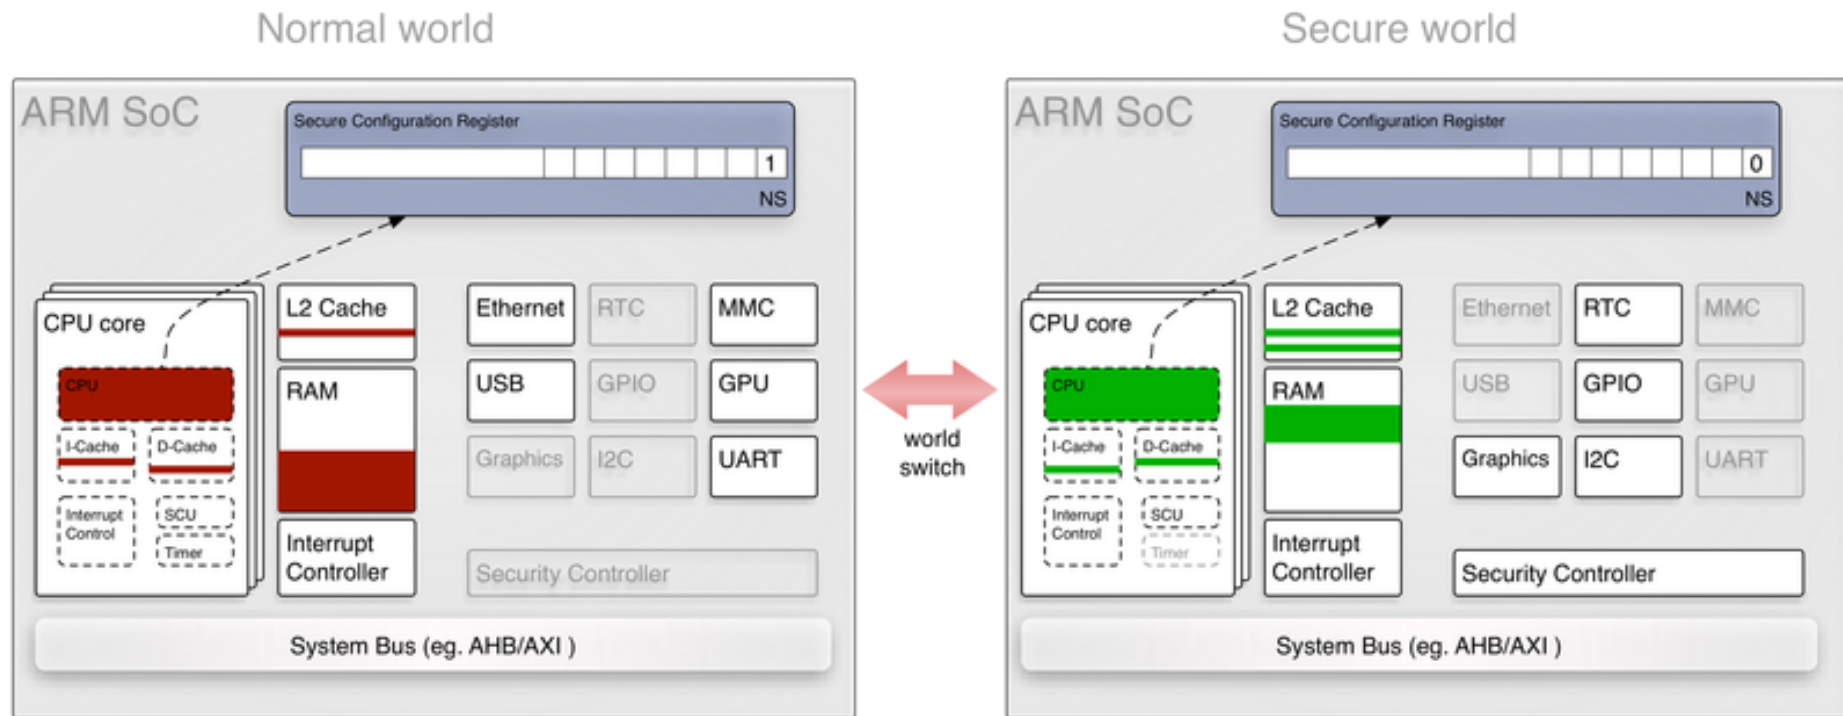 Normal world
Secure world
ARM SoC
Secure Configuration Register
1
NS
CPU core
CPU
I-Cache
D-Cache
Interrupt
Control
SCU
Timer
L2 Cache
RAM
Interrupt
Controller
Ethernet
RTC
MMC
USB
GPIO
GPU
Graphics
I2C
UART
Security Controller
System Bus (eg. AHB/AXI )
world
switch
ARM SoC
Secure Configuration Register
0
NS
CPU core
CPU
I-Cache
D-Cache
Interrupt
Control
SCU
Timer
L2 Cache
RAM
Interrupt
Controller
Ethernet
RTC
MMC
USB
GPIO
GPU
Graphics
I2C
UART
Security Controller
System Bus (eg. AHB/AXI )